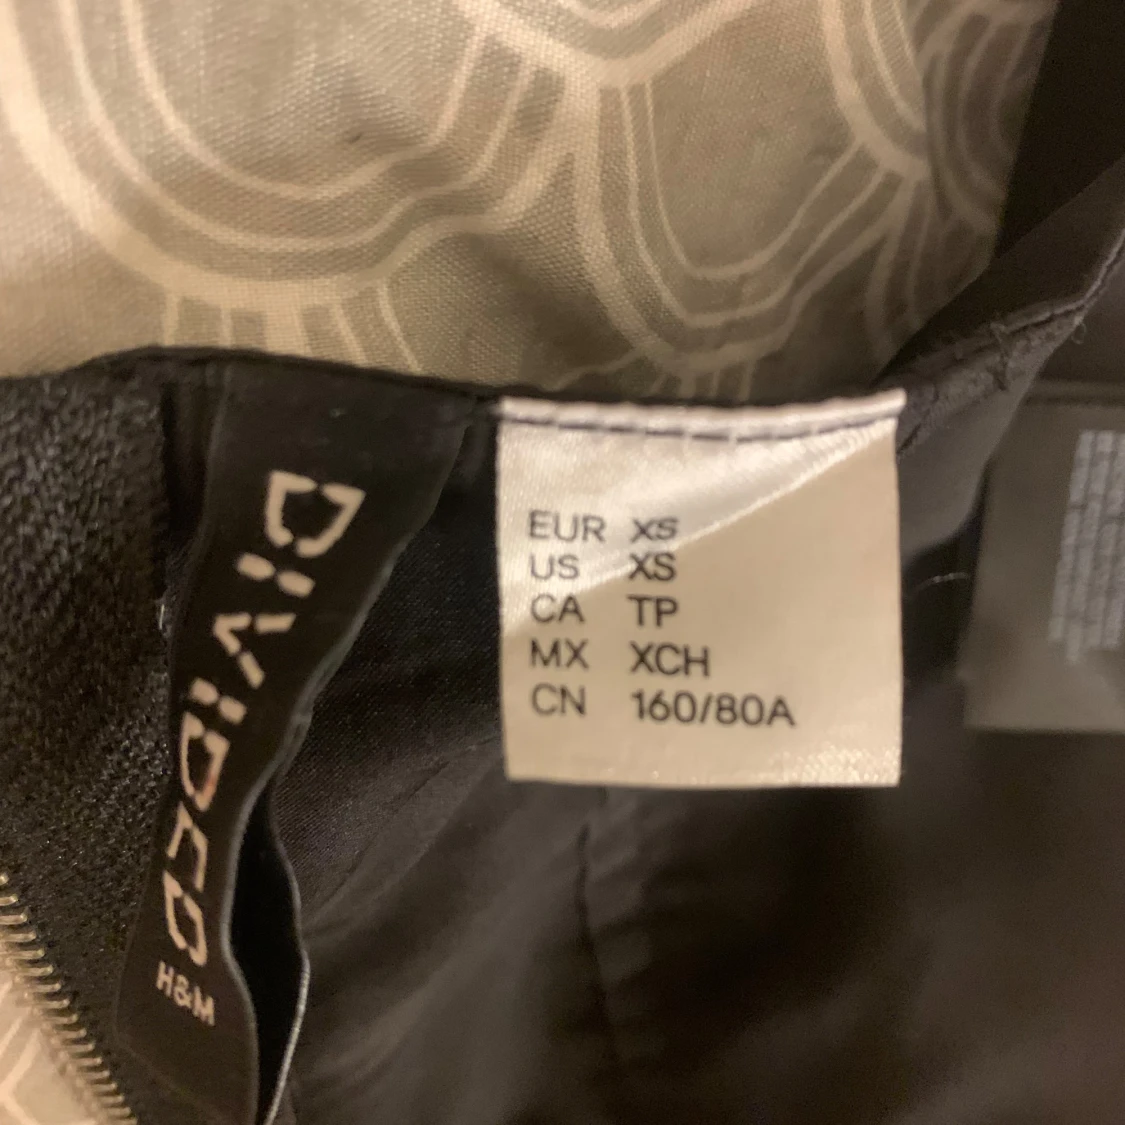 DIVIDED
H&M
EUR XS
US XS
CA TP
MX XCH
CN 160/80A